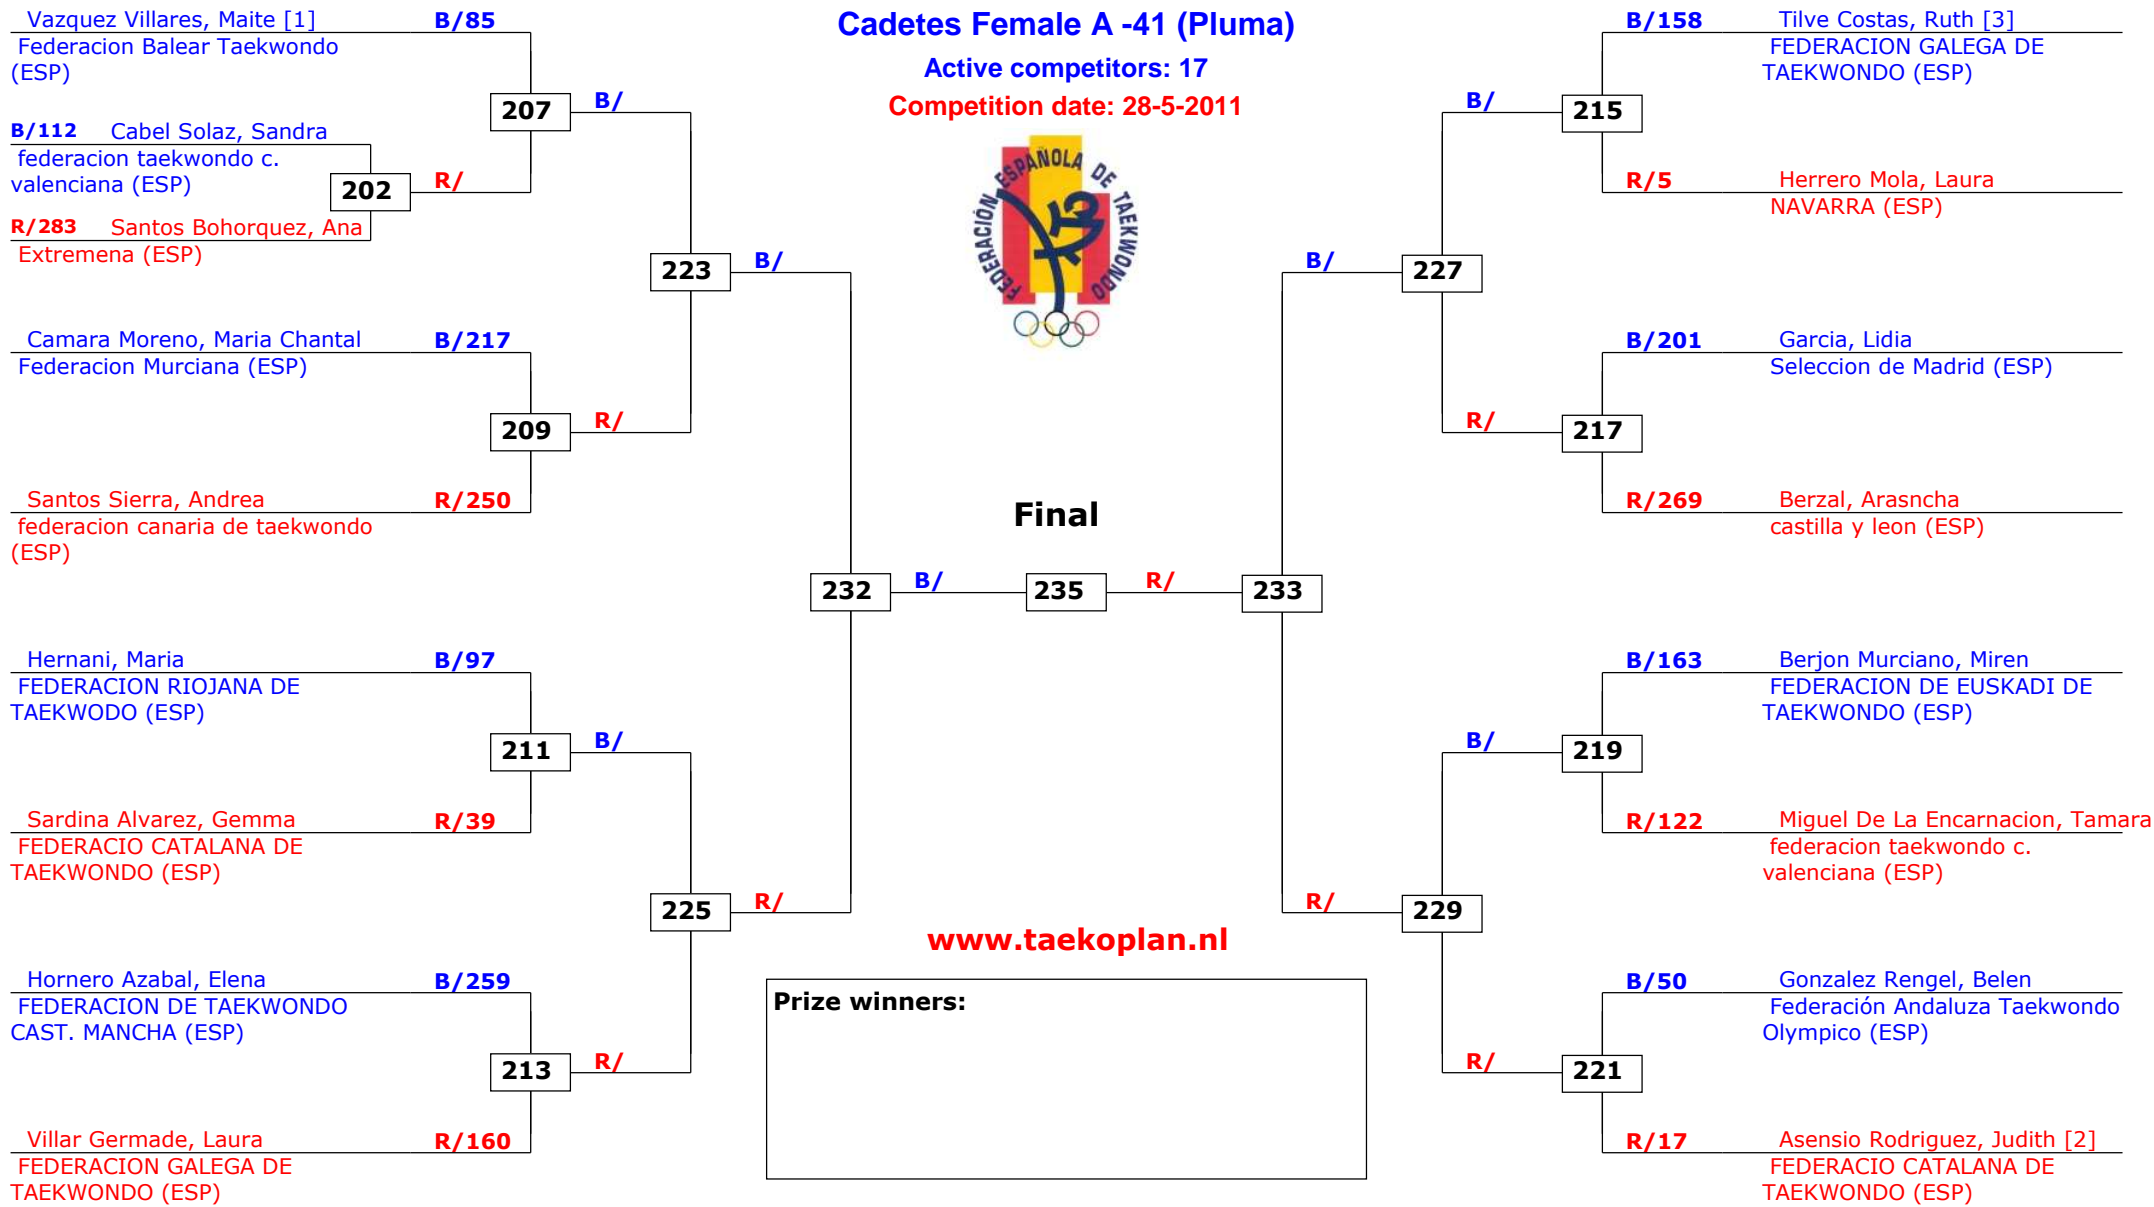 Cadetes Female A -41 (Pluma)
Active competitors: 17
Competition date: 28-5-2011
FEDERACIÓN ESPAÑOLA DE TAEKWONDO
Vazquez Villares, Maite [1] B/85
Federacion Balear Taekwondo
(ESP)
207 B/
B/112 Cabel Solaz, Sandra
federacion taekwondo c.
valenciana (ESP)
202 R/
R/283 Santos Bohorquez, Ana
Extremena (ESP)
223 B/
Camara Moreno, Maria Chantal B/217
Federacion Murciana (ESP)
209 R/
Santos Sierra, Andrea R/250
federacion canaria de taekwondo
(ESP)
Hernani, Maria B/97
FEDERACION RIOJANA DE
TAEKWODO (ESP)
211 B/
Sardina Alvarez, Gemma R/39
FEDERACIO CATALANA DE
TAEKWONDO (ESP)
225 R/
Hornero Azabal, Elena B/259
FEDERACION DE TAEKWONDO
CAST. MANCHA (ESP)
213 R/
Villar Germade, Laura R/160
FEDERACION GALEGA DE
TAEKWONDO (ESP)
Final
232 B/ 235 R/ 233
B/158 Tilve Costas, Ruth [3]
FEDERACION GALEGA DE
TAEKWONDO (ESP)
B/ 215
R/5 Herrero Mola, Laura
NAVARRA (ESP)
B/ 227
B/201 Garcia, Lidia
Seleccion de Madrid (ESP)
R/ 217
R/269 Berzal, Arasncha
castilla y leon (ESP)
B/163 Berjon Murciano, Miren
FEDERACION DE EUSKADI DE
TAEKWONDO (ESP)
B/ 219
R/122 Miguel De La Encarnacion, Tamara
federacion taekwondo c.
valenciana (ESP)
R/ 229
B/50 Gonzalez Rengel, Belen
Federación Andaluza Taekwondo
Olympico (ESP)
R/ 221
R/17 Asensio Rodriguez, Judith [2]
FEDERACIO CATALANA DE
TAEKWONDO (ESP)
www.taekoplan.nl
Prize winners: